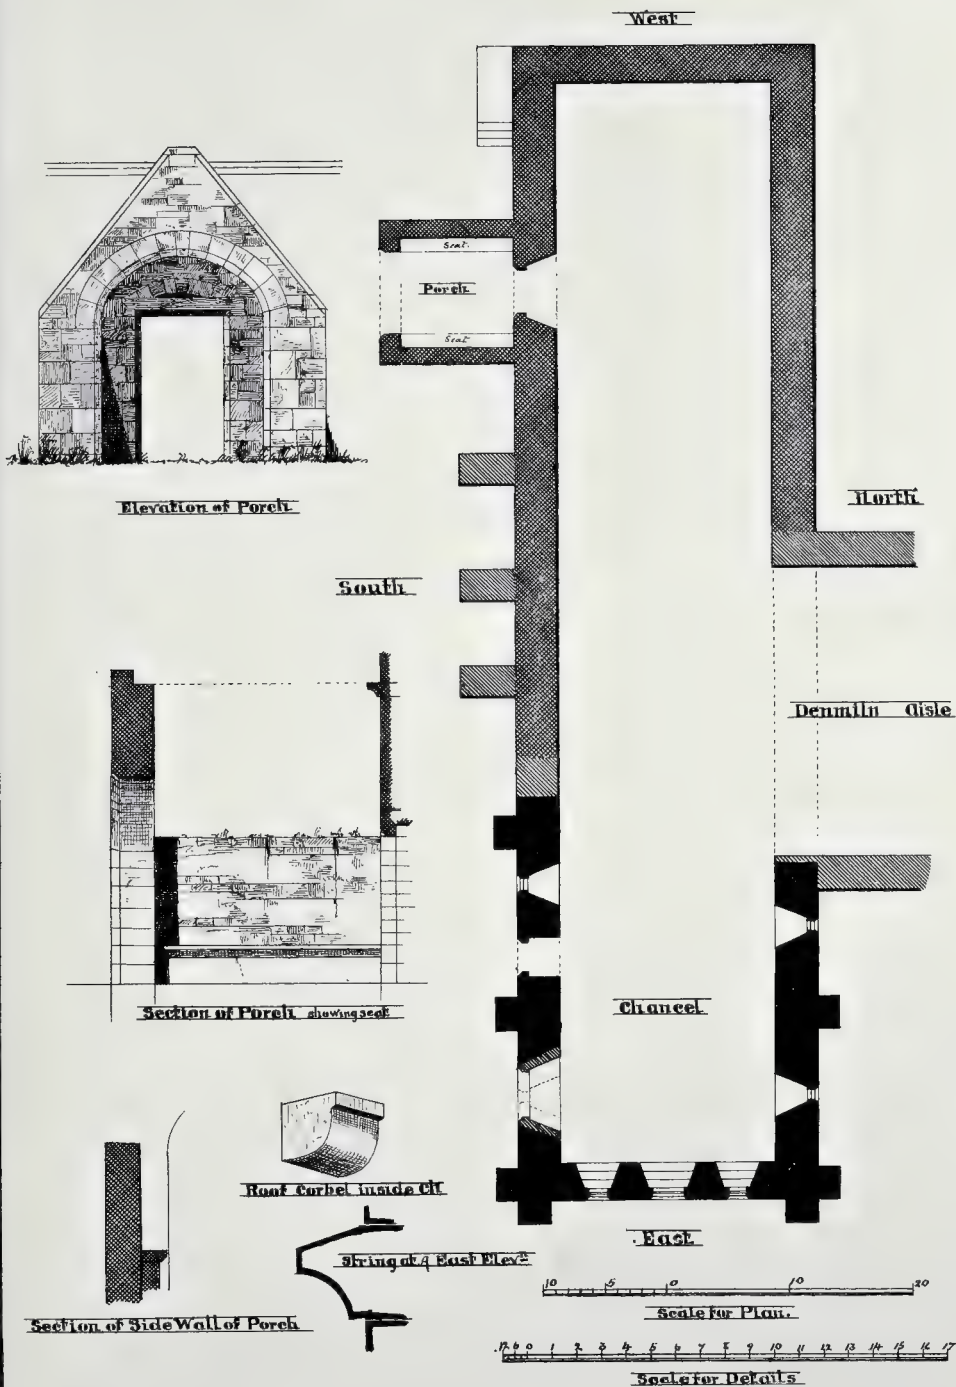 West
Seat.
Porch
Seat
Elevation of Porch
North
South
Denmiln Aisle
Section of Porch showing seat
Chancel
Roof Corbel inside Ch
String at East Elevn
East
Section of Side Wall of Porch
10 5 0 10 20
Scale for Plan.
12 6 0 1 2 3 4 5 6 7 8 9 10 11 12 13 14 15 16 17
Scale for Details